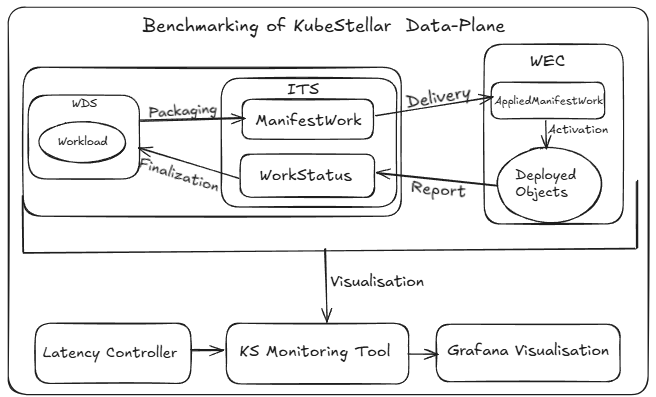 Benchmarking of KubeStellar Data-Plane
WEC
ITS
WDS
Workload
Packaging
ManifestWork
Delivery
AppliedManifestWork
Activation
Finalization
WorkStatus
Report
Deployed
Objects
Visualisation
Latency Controller
KS Monitoring Tool
Grafana Visualisation